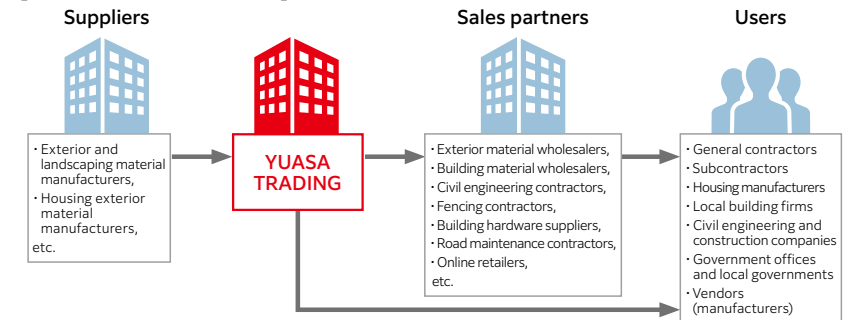 Suppliers
Sales partners
Users
・Exterior and
landscaping material
manufacturers,
・Housing exterior
material
manufacturers,
etc.
YUASA
TRADING
・Exterior material wholesalers,
・Building material wholesalers,
・Civil engineering contractors,
・Fencing contractors,
・Building hardware suppliers,
・Road maintenance contractors,
・Online retailers,
etc.
・General contractors
・Subcontractors
・Housing manufacturers
・Local building firms
・Civil engineering and
construction companies
・Government offices
and local governments
・Vendors
(manufacturers)